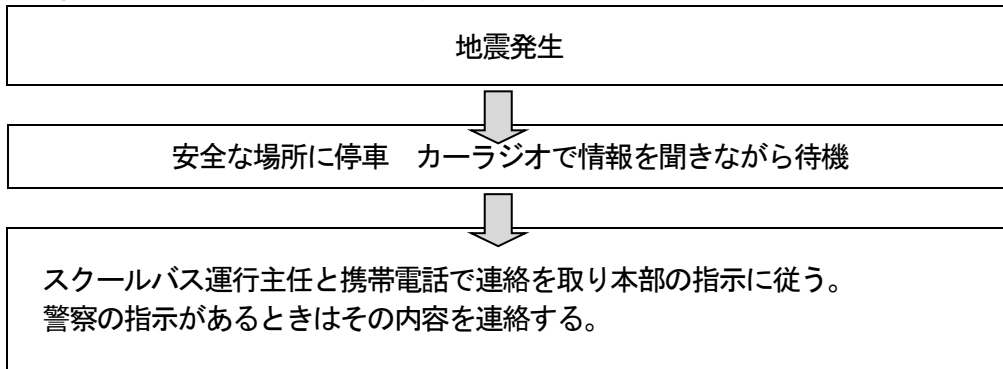 地震発生
安全な場所に停車　カーラジオで情報を聞きながら待機
スクールバス運行主任と携帯電話で連絡を取り本部の指示に従う。
警察の指示があるときはその内容を連絡する。